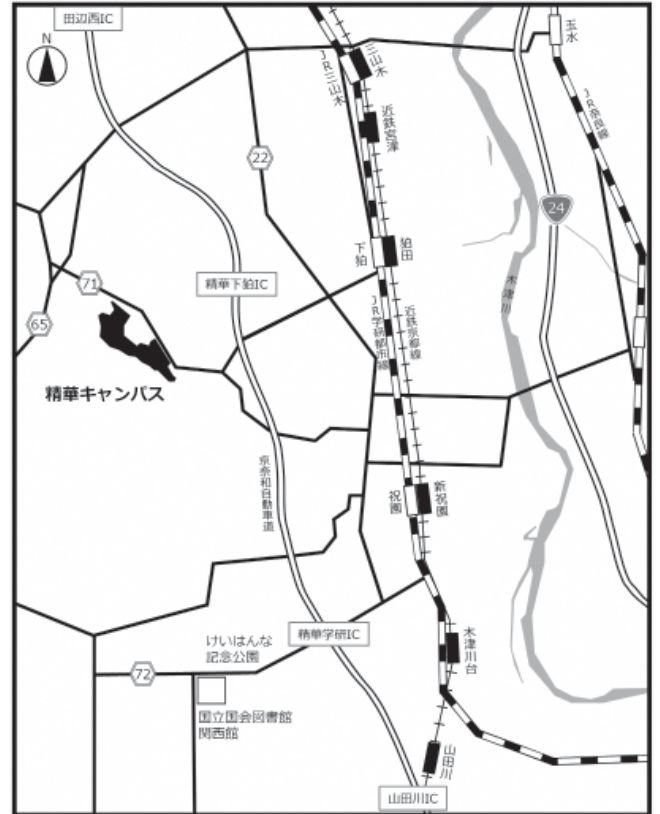 田辺西IC
N
三山木
JR三山木
玉水
近鉄宮津
JR奈良線
22
24
下狛
狛田
71
精華下狛IC
木津川
65
JR学研都市線
近鉄京都線
精華キャンパス
京奈和自動車道
祝園
新祝園
精華学研IC
けいはんな
記念公園
木津川台
72
国立国会図書館
関西館
山田川
山田川IC